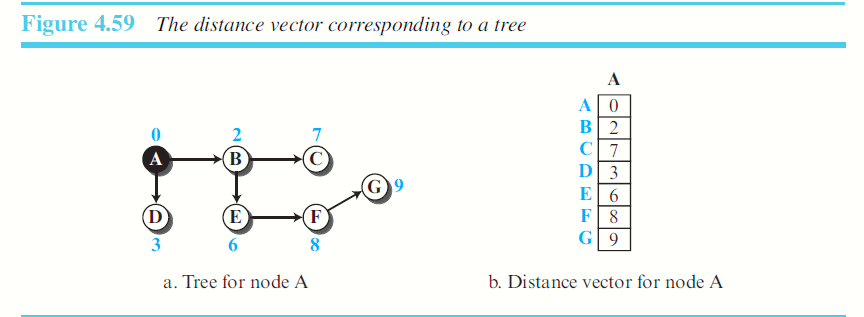 Figure 4.59 The distance vector corresponding to a tree
A
0 2 7
A B C
G 9
D E F
3 6 8
A 0
B 2
C 7
D 3
E 6
F 8
G 9
a. Tree for node A
b. Distance vector for node A